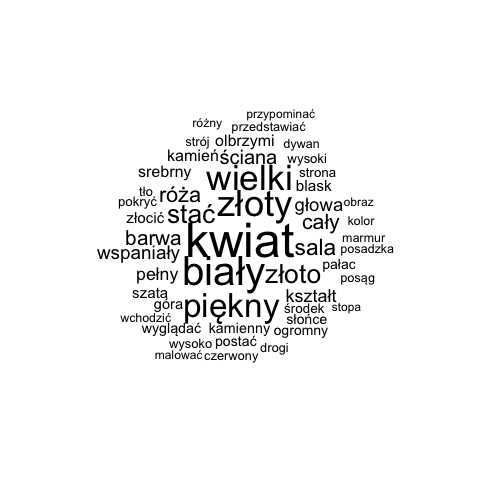 przypominać
różny przedstawiać
strój olbrzymi dywan
kamień ściana wysoki
srebrny wielki strona
tło róża blask
pokryć stać złoty głowa obraz
złocić cały kolor
barwa kwiat sala marmur
wspaniały posadzka
pełny biały złoto pałac
posąg
szatą kształt
góra piękny środek stopa
wchodzić słońce
wyglądać kamienny ogromny
wysoko postać drogi
malować czerwony